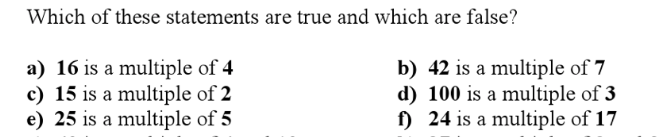 Which of these statements are true and which are false?
a) 16 is a multiple of 4 b) 42 is a multiple of 7
c) 15 is a multiple of 2 d) 100 is a multiple of 3
e) 25 is a multiple of 5 f) 24 is a multiple of 17